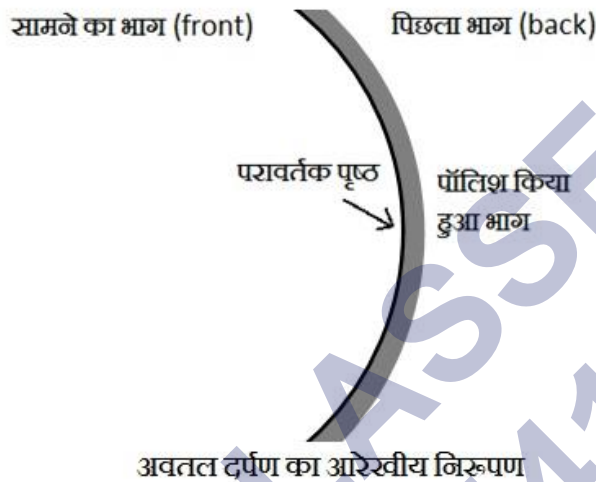 सामने का भाग (front)
पिछला भाग (back)
परावर्तक पृष्ठ
पॉलिश किया
हुआ भाग
अवतल दर्पण का आरेखीय निरूपण